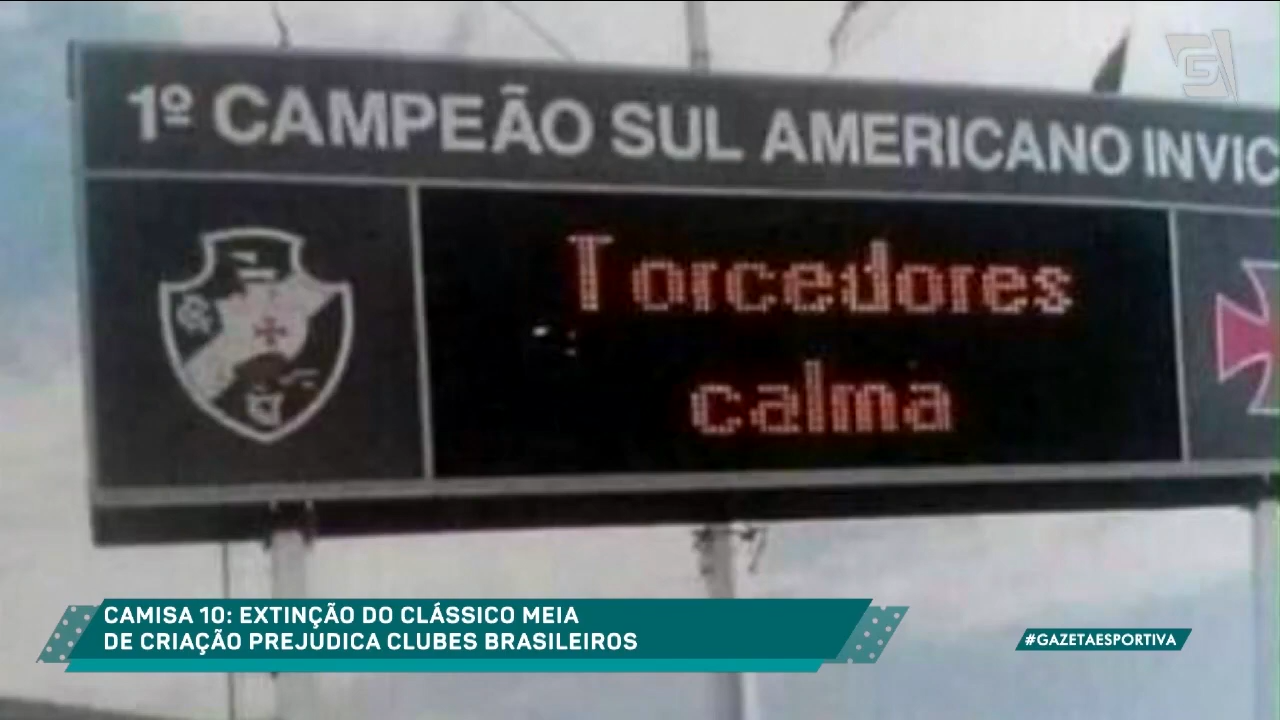 1º CAMPEÃO SUL AMERICANO INVIC
Torcedores
calma
CAMISA 10: EXTINÇÃO DO CLÁSSICO MEIA
DE CRIAÇÃO PREJUDICA CLUBES BRASILEIROS
#GAZETAESPORTIVA